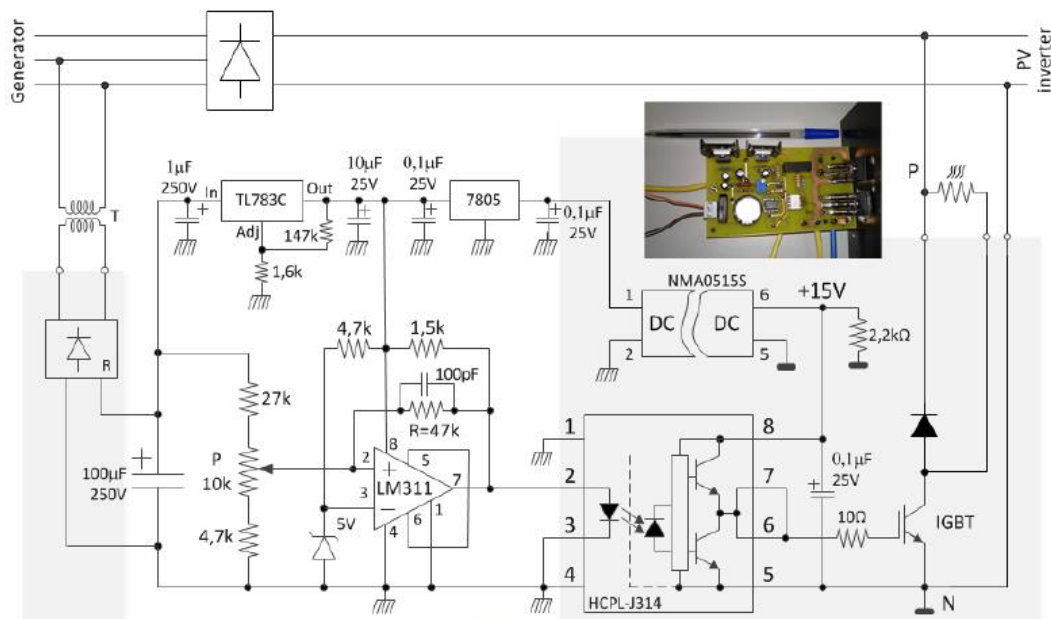 Generator
PV
inverter
T
1µF
250V
In
TL783C
Out
Adj
147k
1,6k
10µF
25V
0,1µF
25V
7805
0,1µF
25V
P
NMA0515S
1
DC
DC
6
2
5
+15V
2,2kΩ
R
4,7k
1,5k
100pF
R=47k
27k
P
10k
4,7k
100µF
250V
2
+
8
5
LM311
7
3
−
6
1
4
5V
1
2
3
4
8
7
6
5
HCPL-J314
0,1µF
25V
10Ω
IGBT
N